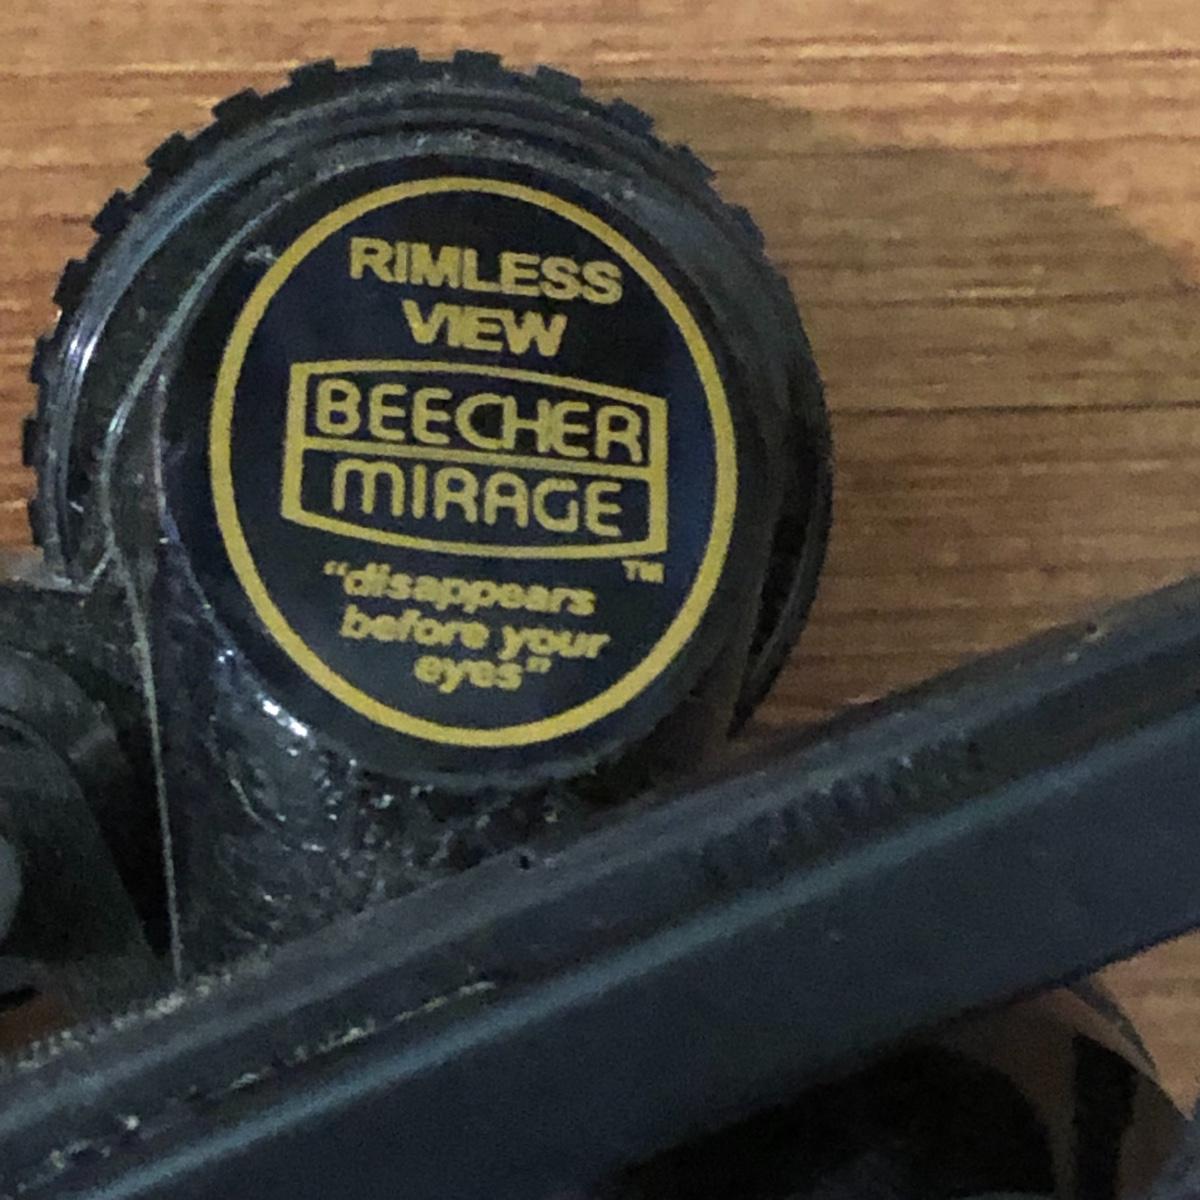 RIMLESS
VIEW
BEECHER
MIRAGE
TM
“disappears
before your
eyes”